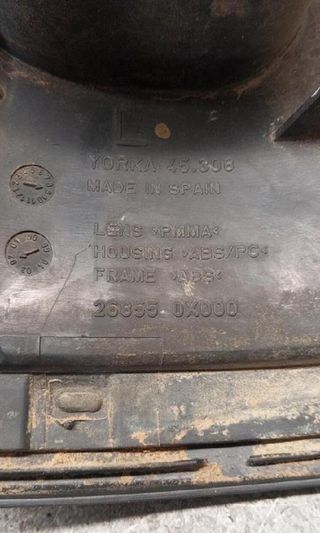 L
YORKA 45.308
MADE IN SPAIN
LENS >PMMA<
HOUSING >ABS/PC<
FRAME >ABS<
26355 0X000